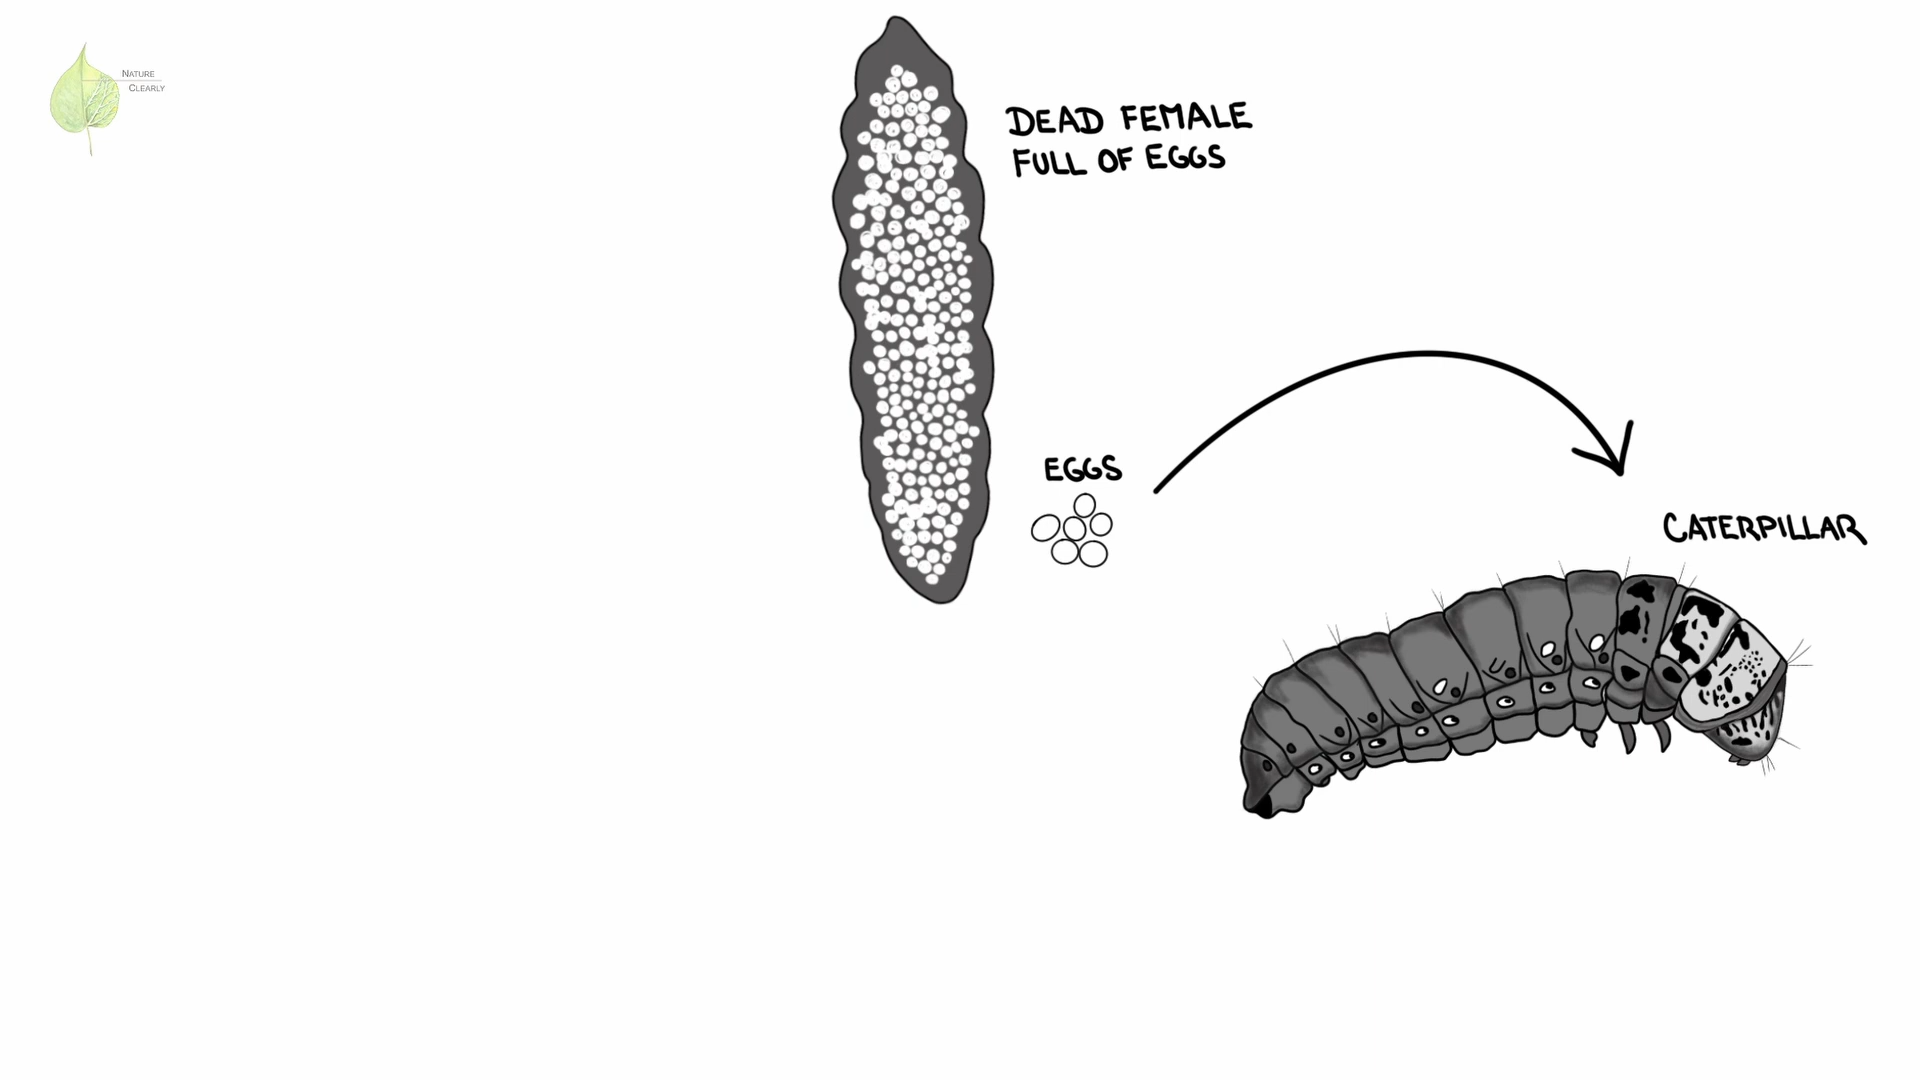 NATURE
CLEARLY
DEAD FEMALE
FULL OF EGGS
EGGS
CATERPILLAR